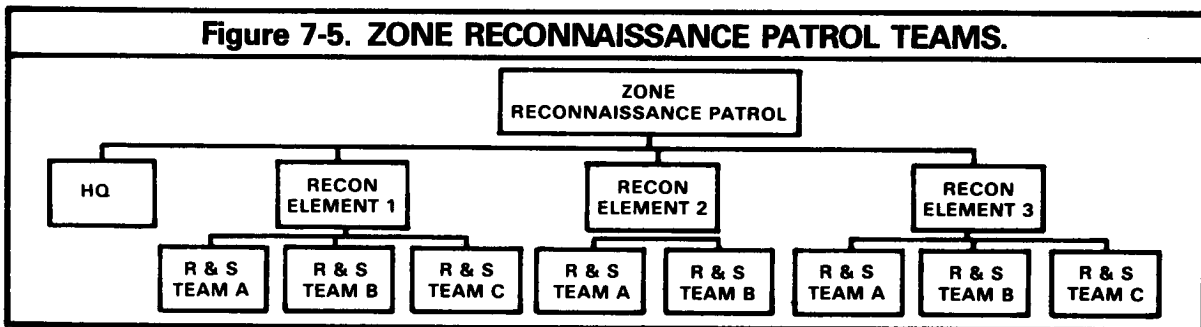 Figure 7-5. ZONE RECONNAISSANCE PATROL TEAMS.
ZONE
RECONNAISSANCE PATROL
HQ
RECON
ELEMENT 1
RECON
ELEMENT 2
RECON
ELEMENT 3
R & S
TEAM A
R & S
TEAM B
R & S
TEAM C
R & S
TEAM A
R & S
TEAM B
R & S
TEAM A
R & S
TEAM B
R & S
TEAM C